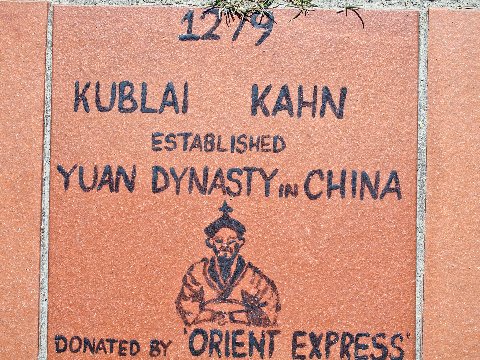 1279
KUBLAI KAHN
ESTABLISHED
YUAN DYNASTY IN CHINA
DONATED BY 'ORIENT EXPRESS'